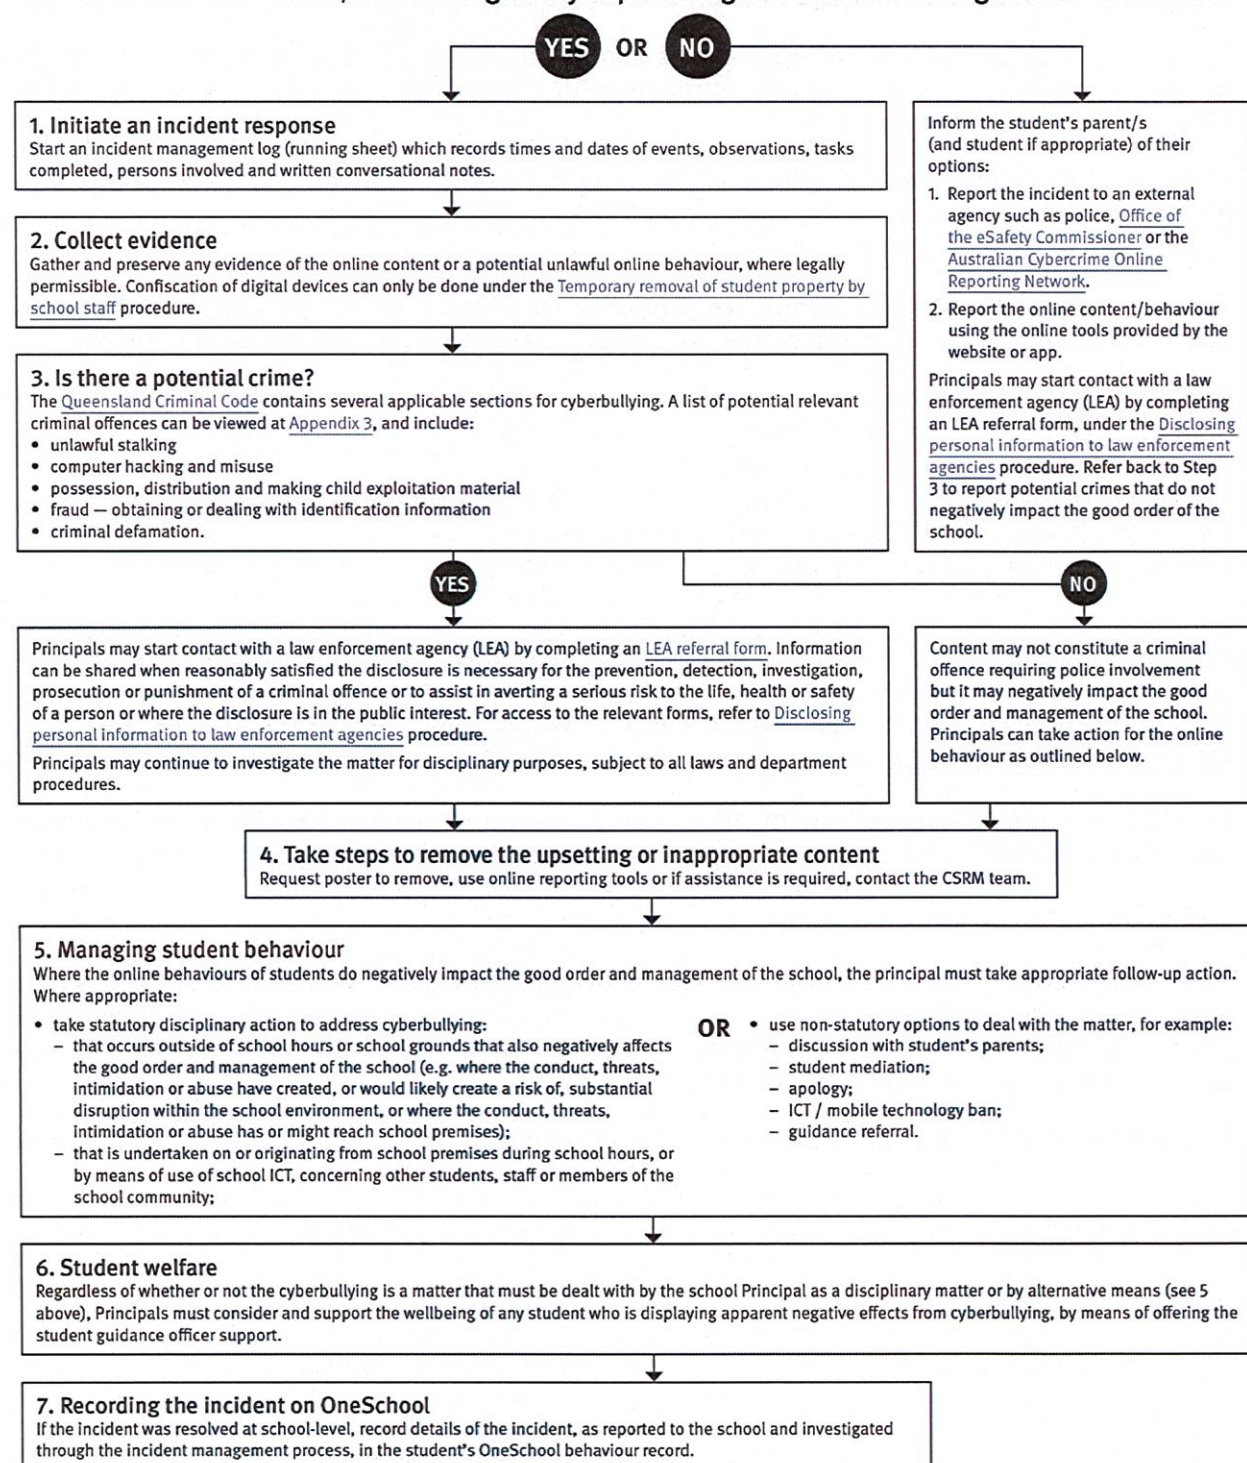 YES OR NO
1. Initiate an incident response
Start an incident management log (running sheet) which records times and dates of events, observations, tasks
completed, persons involved and written conversational notes.
Inform the student's parent/s
(and student if appropriate) of their
options:
1. Report the incident to an external
agency such as police, Office of
the eSafety Commissioner or the
Australian Cybercrime Online
Reporting Network.
2. Report the online content/behaviour
using the online tools provided by the
website or app.
Principals may start contact with a law
enforcement agency (LEA) by completing
an LEA referral form, under the Disclosing
personal information to law enforcement
agencies procedure. Refer back to Step
3 to report potential crimes that do not
negatively impact the good order of the
school.
2. Collect evidence
Gather and preserve any evidence of the online content or a potential unlawful online behaviour, where legally
permissible. Confiscation of digital devices can only be done under the Temporary removal of student property by
school staff procedure.
3. Is there a potential crime?
The Queensland Criminal Code contains several applicable sections for cyberbullying. A list of potential relevant
criminal offences can be viewed at Appendix 3, and include:
• unlawful stalking
• computer hacking and misuse
• possession, distribution and making child exploitation material
• fraud — obtaining or dealing with identification information
• criminal defamation.
YES
NO
Principals may start contact with a law enforcement agency (LEA) by completing an LEA referral form. Information
can be shared when reasonably satisfied the disclosure is necessary for the prevention, detection, investigation,
prosecution or punishment of a criminal offence or to assist in averting a serious risk to the life, health or safety
of a person or where the disclosure is in the public interest. For access to the relevant forms, refer to Disclosing
personal information to law enforcement agencies procedure.
Principals may continue to investigate the matter for disciplinary purposes, subject to all laws and department
procedures.
Content may not constitute a criminal
offence requiring police involvement
but it may negatively impact the good
order and management of the school.
Principals can take action for the online
behaviour as outlined below.
4. Take steps to remove the upsetting or inappropriate content
Request poster to remove, use online reporting tools or if assistance is required, contact the CSRM team.
5. Managing student behaviour
Where the online behaviours of students do negatively impact the good order and management of the school, the principal must take appropriate follow-up action.
Where appropriate:
• take statutory disciplinary action to address cyberbullying:
– that occurs outside of school hours or school grounds that also negatively affects
the good order and management of the school (e.g. where the conduct, threats,
intimidation or abuse have created, or would likely create a risk of, substantial
disruption within the school environment, or where the conduct, threats,
intimidation or abuse has or might reach school premises);
– that is undertaken on or originating from school premises during school hours, or
by means of use of school ICT, concerning other students, staff or members of the
school community;
OR
• use non-statutory options to deal with the matter, for example:
– discussion with student's parents;
– student mediation;
– apology;
– ICT / mobile technology ban;
– guidance referral.
6. Student welfare
Regardless of whether or not the cyberbullying is a matter that must be dealt with by the school Principal as a disciplinary matter or by alternative means (see 5
above), Principals must consider and support the wellbeing of any student who is displaying apparent negative effects from cyberbullying, by means of offering the
student guidance officer support.
7. Recording the incident on OneSchool
If the incident was resolved at school-level, record details of the incident, as reported to the school and investigated
through the incident management process, in the student's OneSchool behaviour record.